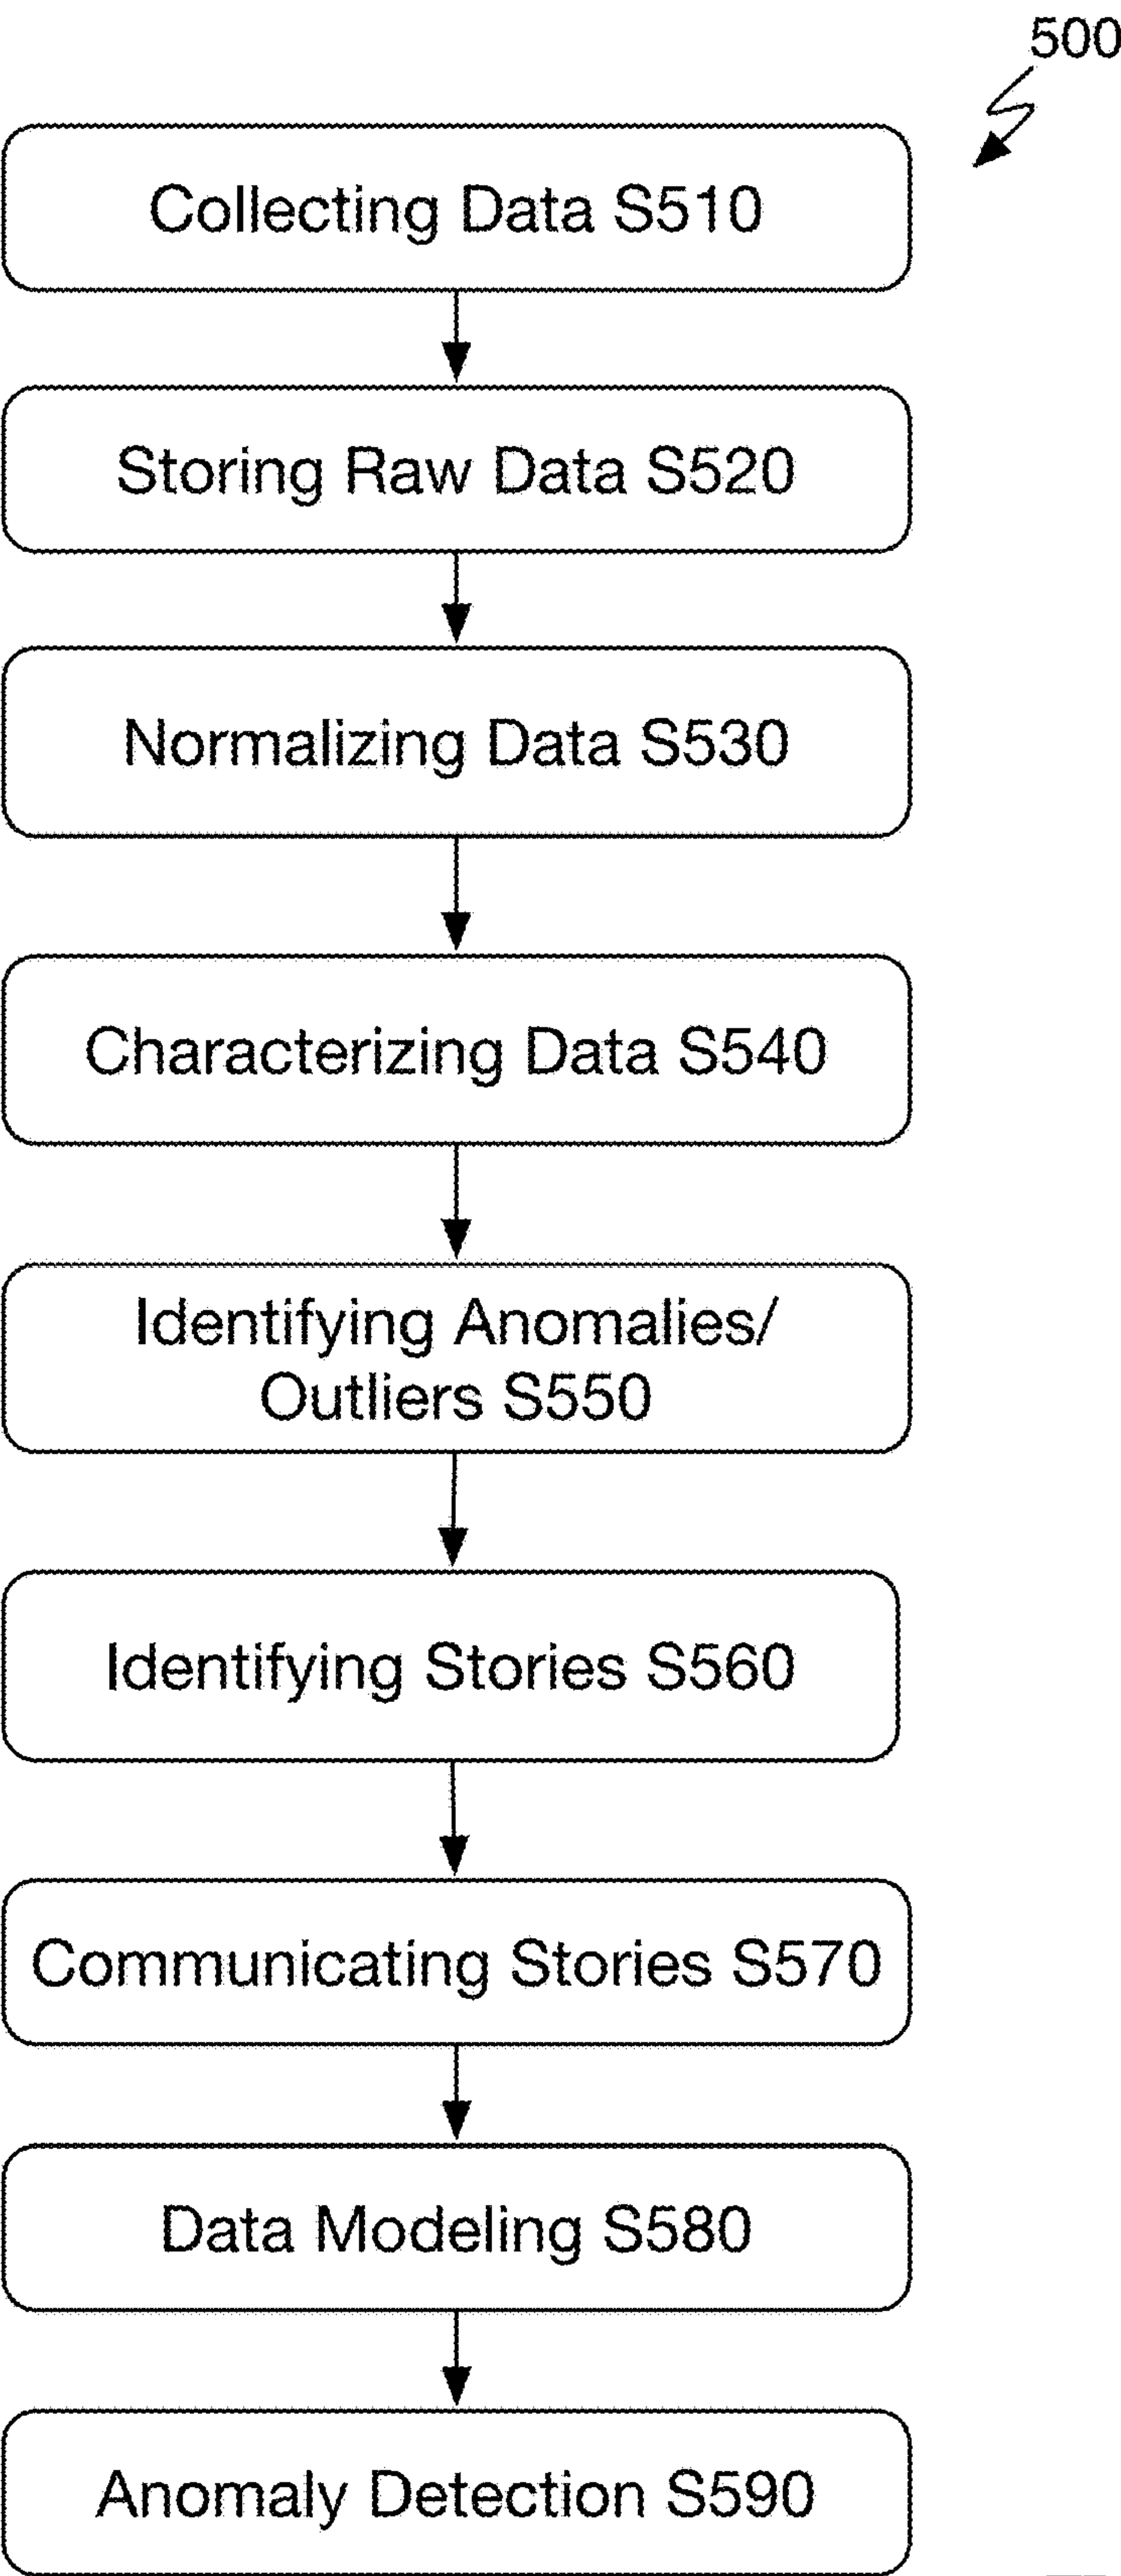 500
Collecting Data S510
Storing Raw Data S520
Normalizing Data S530
Characterizing Data S540
Identifying Anomalies/
Outliers S550
Identifying Stories S560
Communicating Stories S570
Data Modeling S580
Anomaly Detection S590